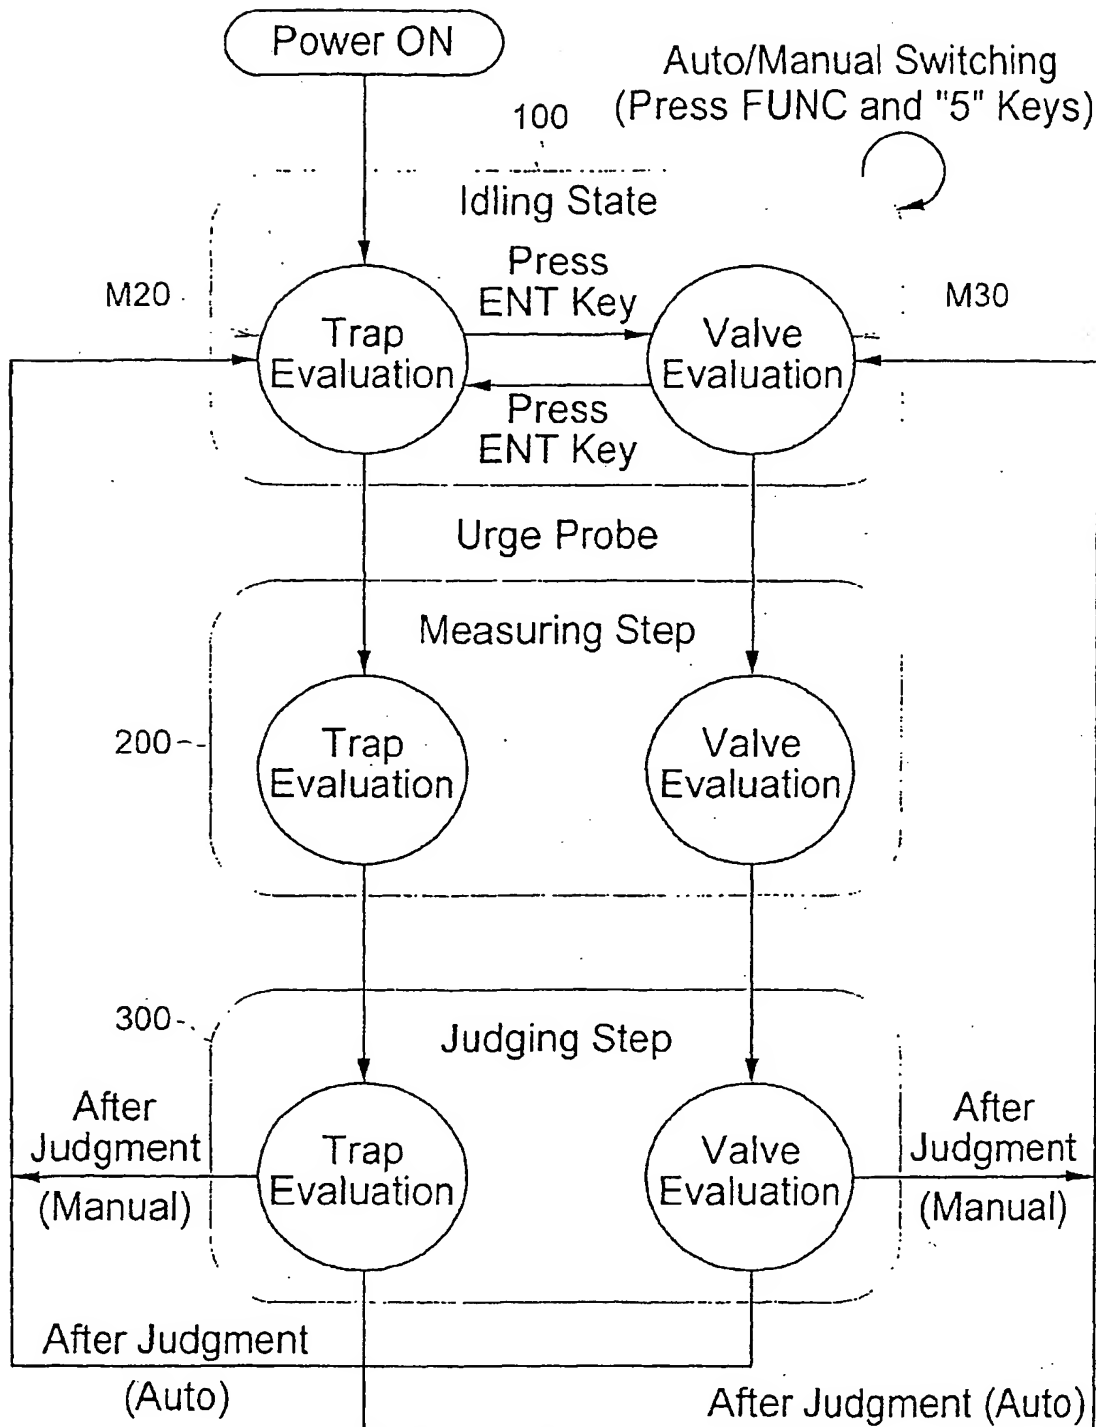 Power ON
Auto/Manual Switching
(Press FUNC and "5" Keys)
100
Idling State
M20
Press
ENT Key
M30
Trap
Evaluation
Valve
Evaluation
Press
ENT Key
Urge Probe
Measuring Step
200
Trap
Evaluation
Valve
Evaluation
300
Judging Step
After
Judgment
(Manual)
Trap
Evaluation
Valve
Evaluation
After
Judgment
(Manual)
After Judgment
(Auto)
After Judgment (Auto)